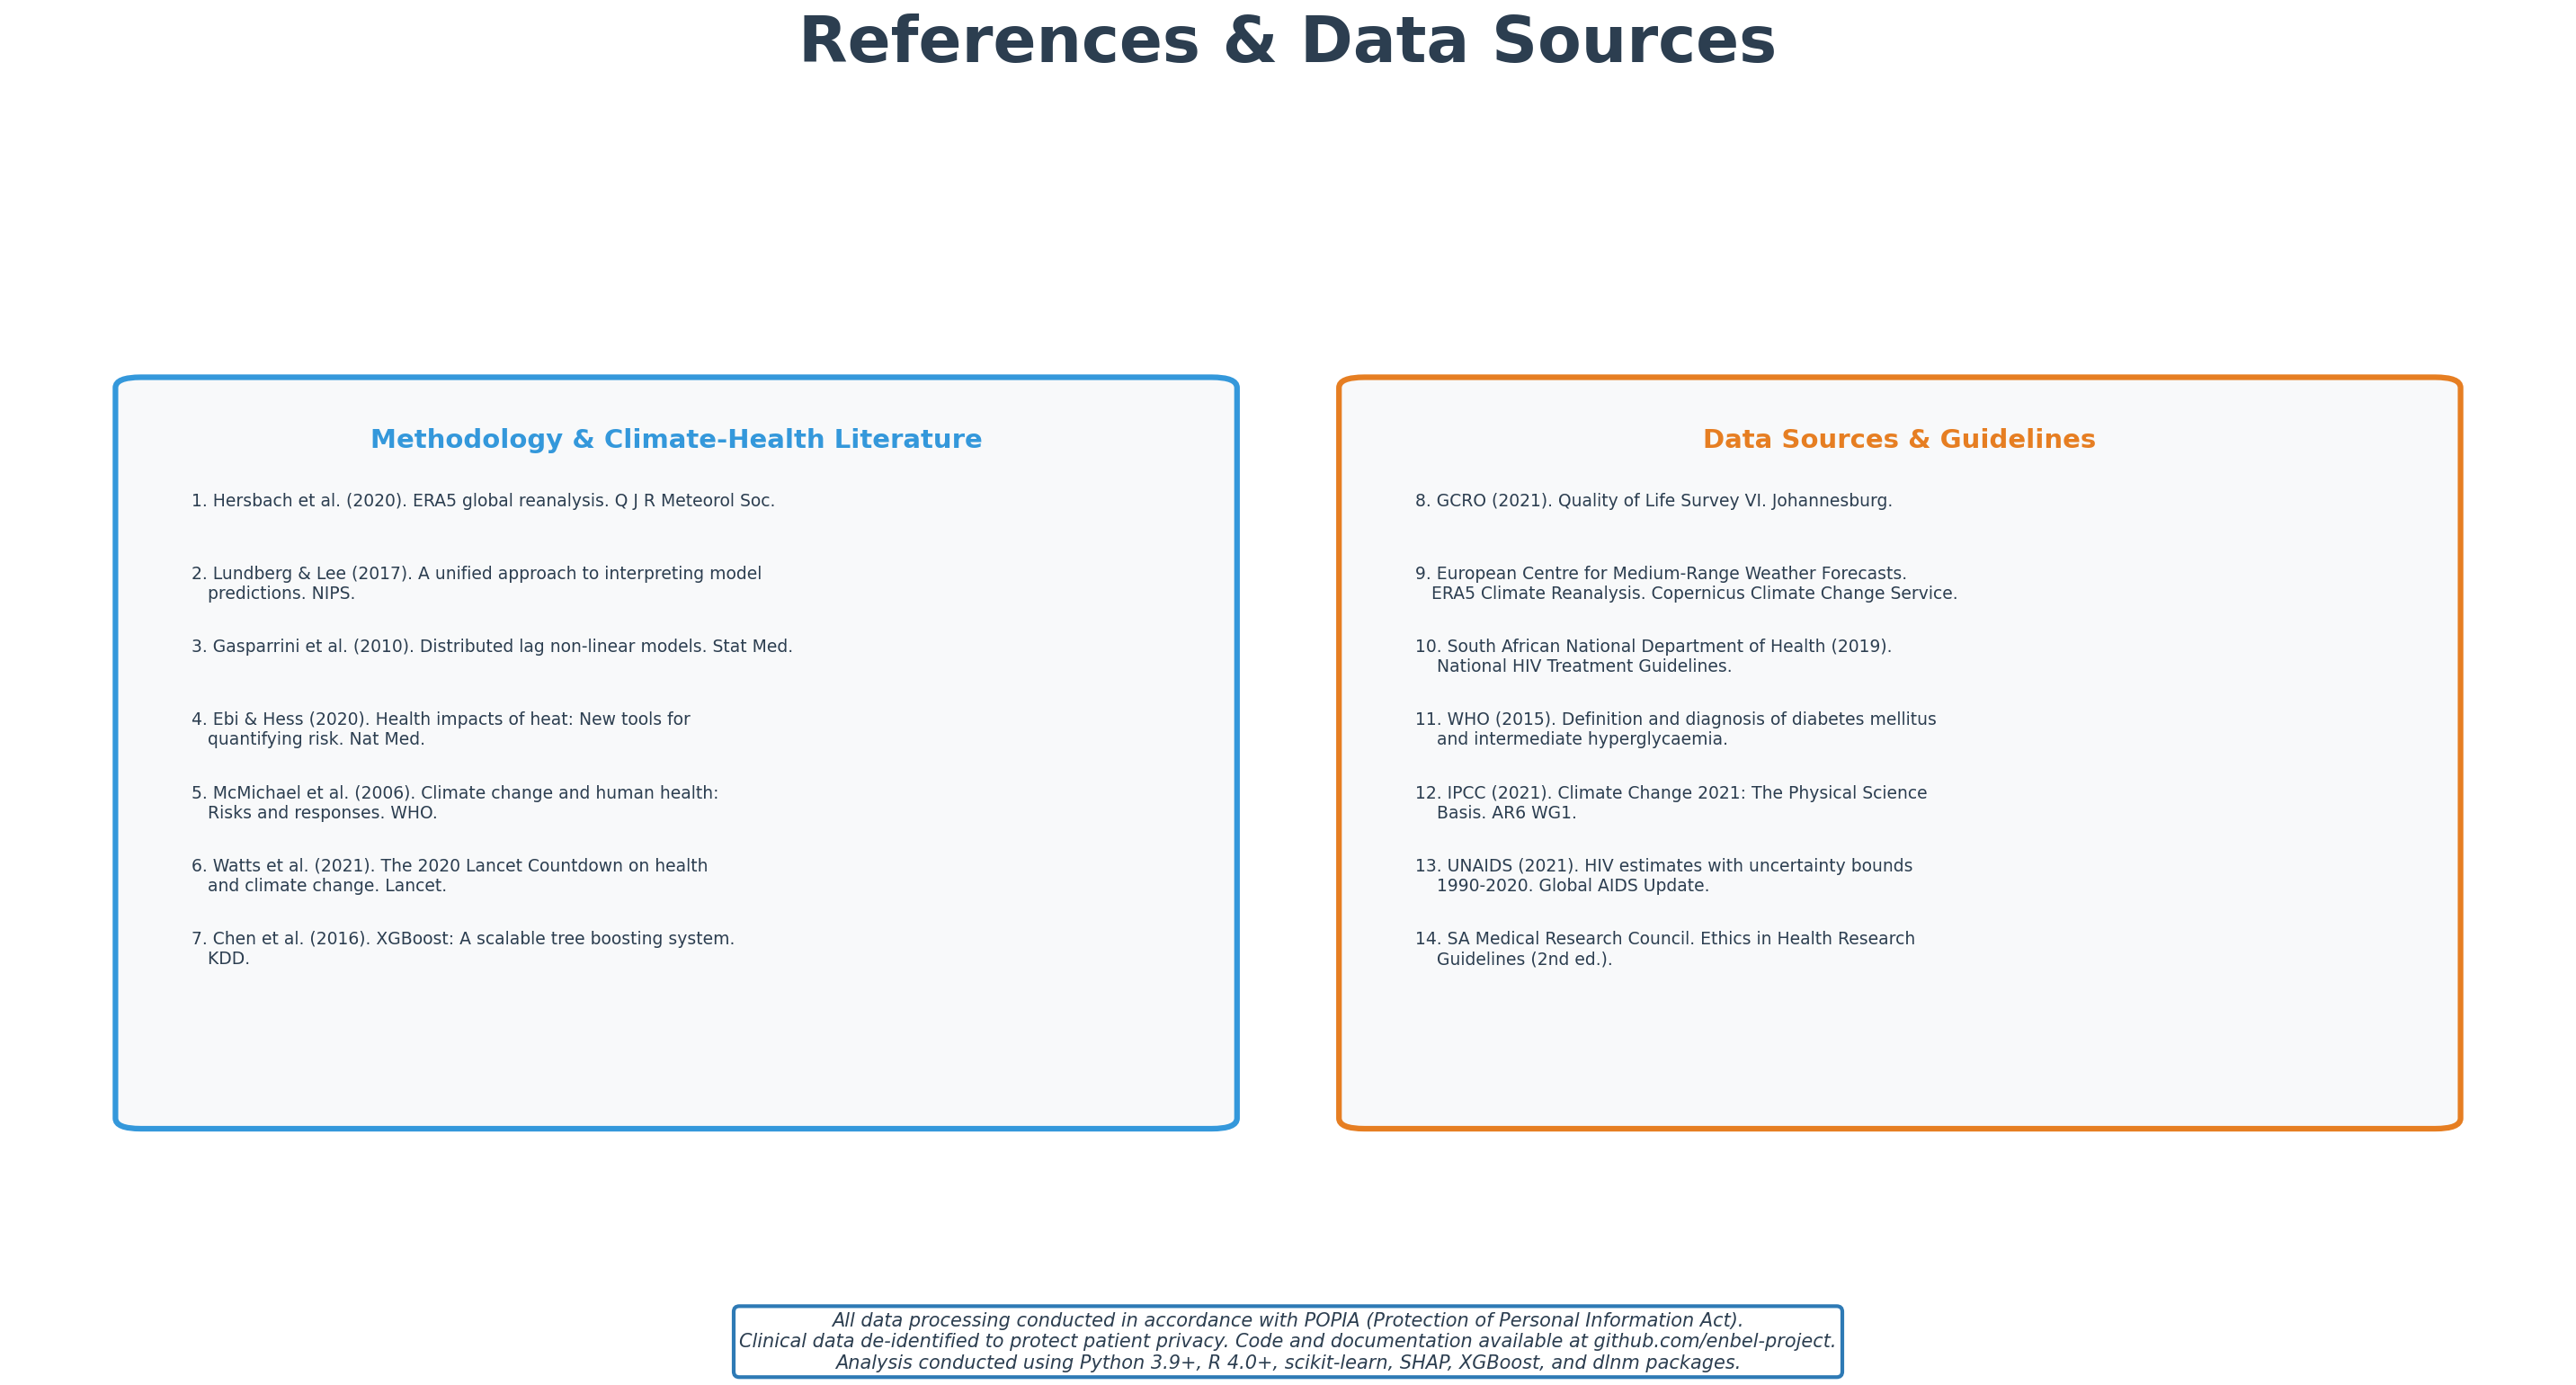 References & Data Sources
Methodology & Climate-Health Literature
1. Hersbach et al. (2020). ERA5 global reanalysis. Q J R Meteorol Soc.
2. Lundberg & Lee (2017). A unified approach to interpreting model
predictions. NIPS.
3. Gasparrini et al. (2010). Distributed lag non-linear models. Stat Med.
4. Ebi & Hess (2020). Health impacts of heat: New tools for
quantifying risk. Nat Med.
5. McMichael et al. (2006). Climate change and human health:
Risks and responses. WHO.
6. Watts et al. (2021). The 2020 Lancet Countdown on health
and climate change. Lancet.
7. Chen et al. (2016). XGBoost: A scalable tree boosting system.
KDD.
Data Sources & Guidelines
8. GCRO (2021). Quality of Life Survey VI. Johannesburg.
9. European Centre for Medium-Range Weather Forecasts.
ERA5 Climate Reanalysis. Copernicus Climate Change Service.
10. South African National Department of Health (2019).
National HIV Treatment Guidelines.
11. WHO (2015). Definition and diagnosis of diabetes mellitus
and intermediate hyperglycaemia.
12. IPCC (2021). Climate Change 2021: The Physical Science
Basis. AR6 WG1.
13. UNAIDS (2021). HIV estimates with uncertainty bounds
1990-2020. Global AIDS Update.
14. SA Medical Research Council. Ethics in Health Research
Guidelines (2nd ed.).
All data processing conducted in accordance with POPIA (Protection of Personal Information Act).
Clinical data de-identified to protect patient privacy. Code and documentation available at github.com/enbel-project.
Analysis conducted using Python 3.9+, R 4.0+, scikit-learn, SHAP, XGBoost, and dlnm packages.